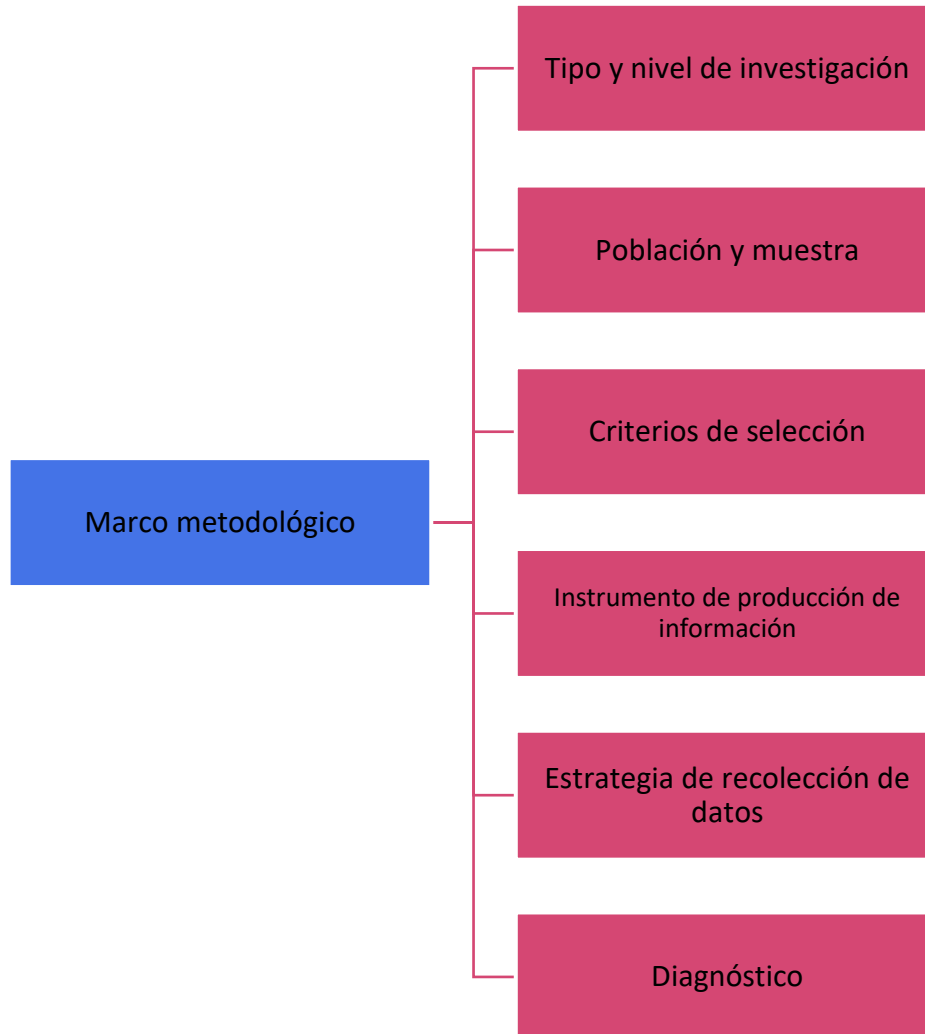 Tipo y nivel de investigación
Población y muestra
Criterios de selección
Marco metodológico
Instrumento de producción de
información
Estrategia de recolección de
datos
Diagnóstico